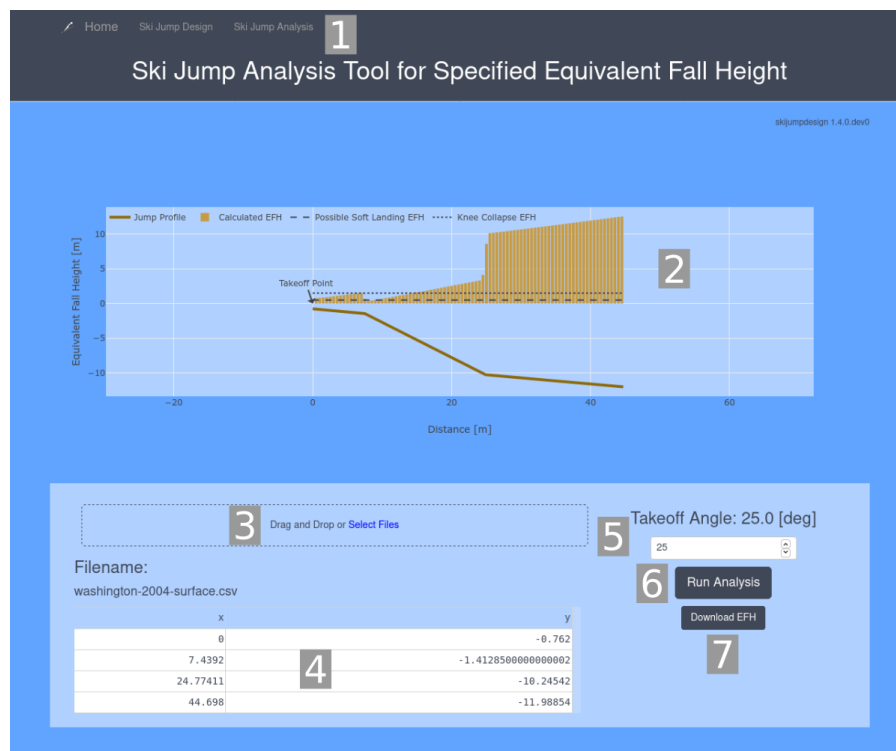 Home Ski Jump Design Ski Jump Analysis 1
Ski Jump Analysis Tool for Specified Equivalent Fall Height
skijumpdesign 1.4.0.dev0
Jump Profile Calculated EFH Possible Soft Landing EFH Knee Collapse EFH
Equivalent Fall Height [m]
10
5
0
−5
−10
Takeoff Point
2
−20 0 20 40 60
Distance [m]
3 Drag and Drop or Select Files
Filename:
washington-2004-surface.csv
x y
0 -0.762
7.4392 -1.4128500000000002
4
24.77411 -10.24542
44.698 -11.98854
Takeoff Angle: 25.0 [deg]
5
25
6 Run Analysis
Download EFH
7